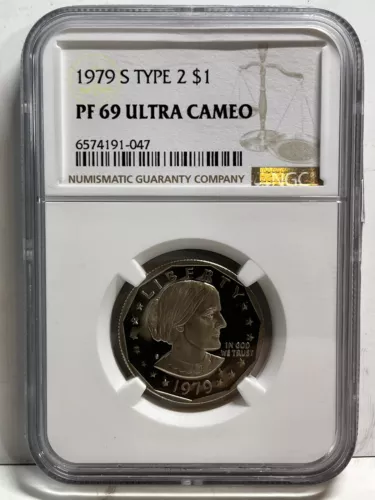 1979 S TYPE 2 $1
PF 69 ULTRA CAMEO
6574191-047
NUMISMATIC GUARANTY COMPANY
NGC
LIBERTY
IN GOD
WE TRUST
S
1979